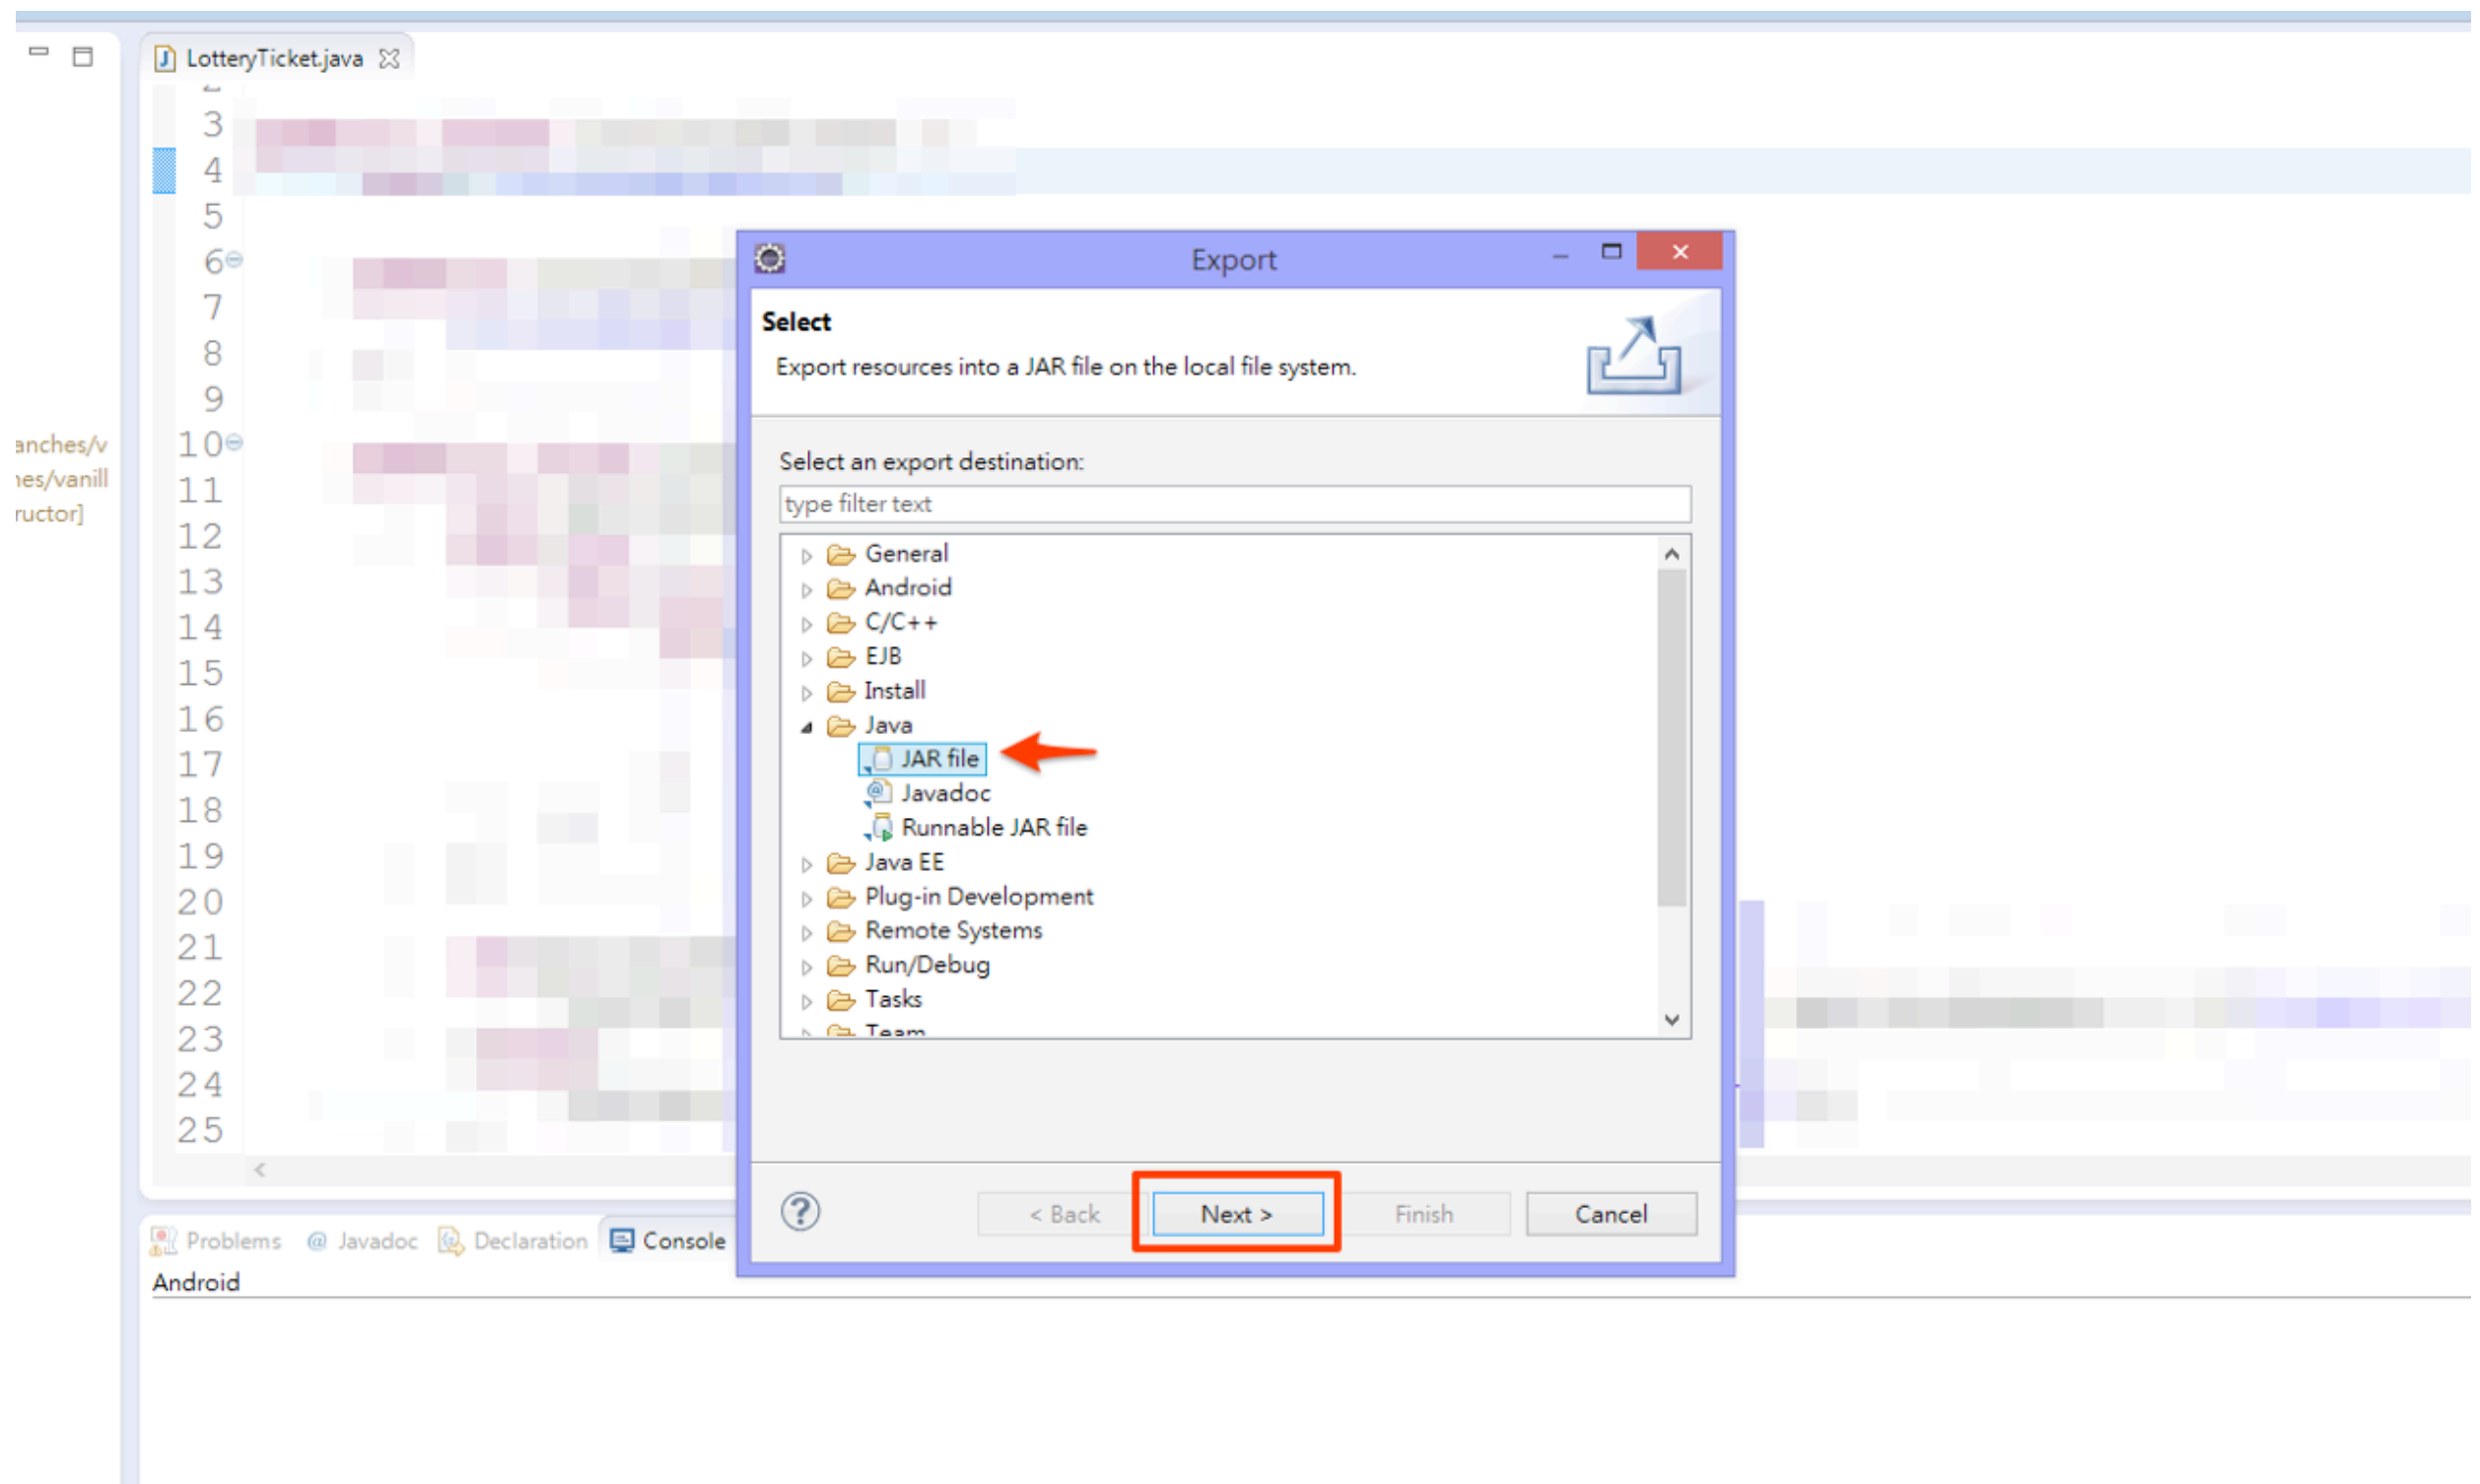 LotteryTicket.java
3
4
5
6
7
8
9
10
11
12
13
14
15
16
17
18
19
20
21
22
23
24
25
anches/v
nes/vanill
ructor]
Export
Select
Export resources into a JAR file on the local file system.
Select an export destination:
type filter text
General
Android
C/C++
EJB
Install
Java
JAR file
Javadoc
Runnable JAR file
Java EE
Plug-in Development
Remote Systems
Run/Debug
Tasks
Team
< Back Next > Finish Cancel
Problems @ Javadoc Declaration Console
Android